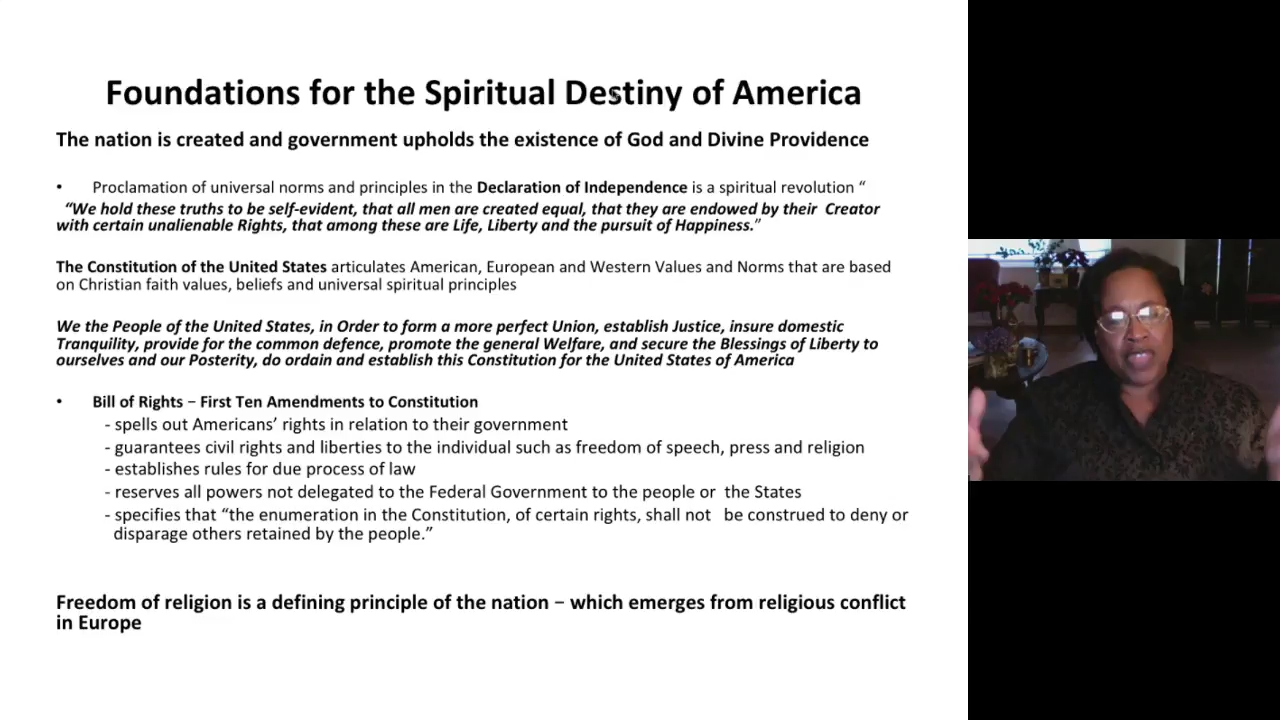 Foundations for the Spiritual Destiny of America
The nation is created and government upholds the existence of God and Divine Providence
• Proclamation of universal norms and principles in the Declaration of Independence is a spiritual revolution “
“We hold these truths to be self-evident, that all men are created equal, that they are endowed by their Creator
with certain unalienable Rights, that among these are Life, Liberty and the pursuit of Happiness.”
The Constitution of the United States articulates American, European and Western Values and Norms that are based
on Christian faith values, beliefs and universal spiritual principles
We the People of the United States, in Order to form a more perfect Union, establish Justice, insure domestic
Tranquility, provide for the common defence, promote the general Welfare, and secure the Blessings of Liberty to
ourselves and our Posterity, do ordain and establish this Constitution for the United States of America
• Bill of Rights – First Ten Amendments to Constitution
- spells out Americans’ rights in relation to their government
- guarantees civil rights and liberties to the individual such as freedom of speech, press and religion
- establishes rules for due process of law
- reserves all powers not delegated to the Federal Government to the people or the States
- specifies that “the enumeration in the Constitution, of certain rights, shall not be construed to deny or
disparage others retained by the people.”
Freedom of religion is a defining principle of the nation – which emerges from religious conflict
in Europe